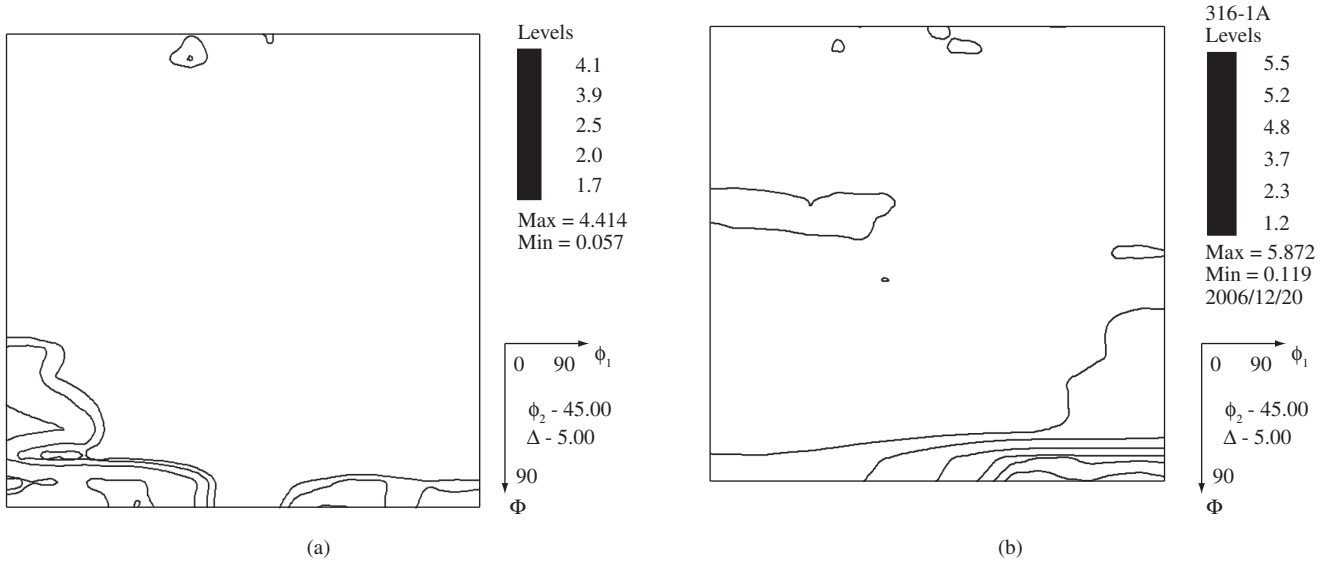 Levels
4.1
3.9
2.5
2.0
1.7
Max = 4.414
Min = 0.057
0 90 ϕ1
ϕ2 - 45.00
Δ - 5.00
90
Φ
(a)
316-1A
Levels
5.5
5.2
4.8
3.7
2.3
1.2
Max = 5.872
Min = 0.119
2006/12/20
0 90 ϕ1
ϕ2 - 45.00
Δ - 5.00
90
Φ
(b)